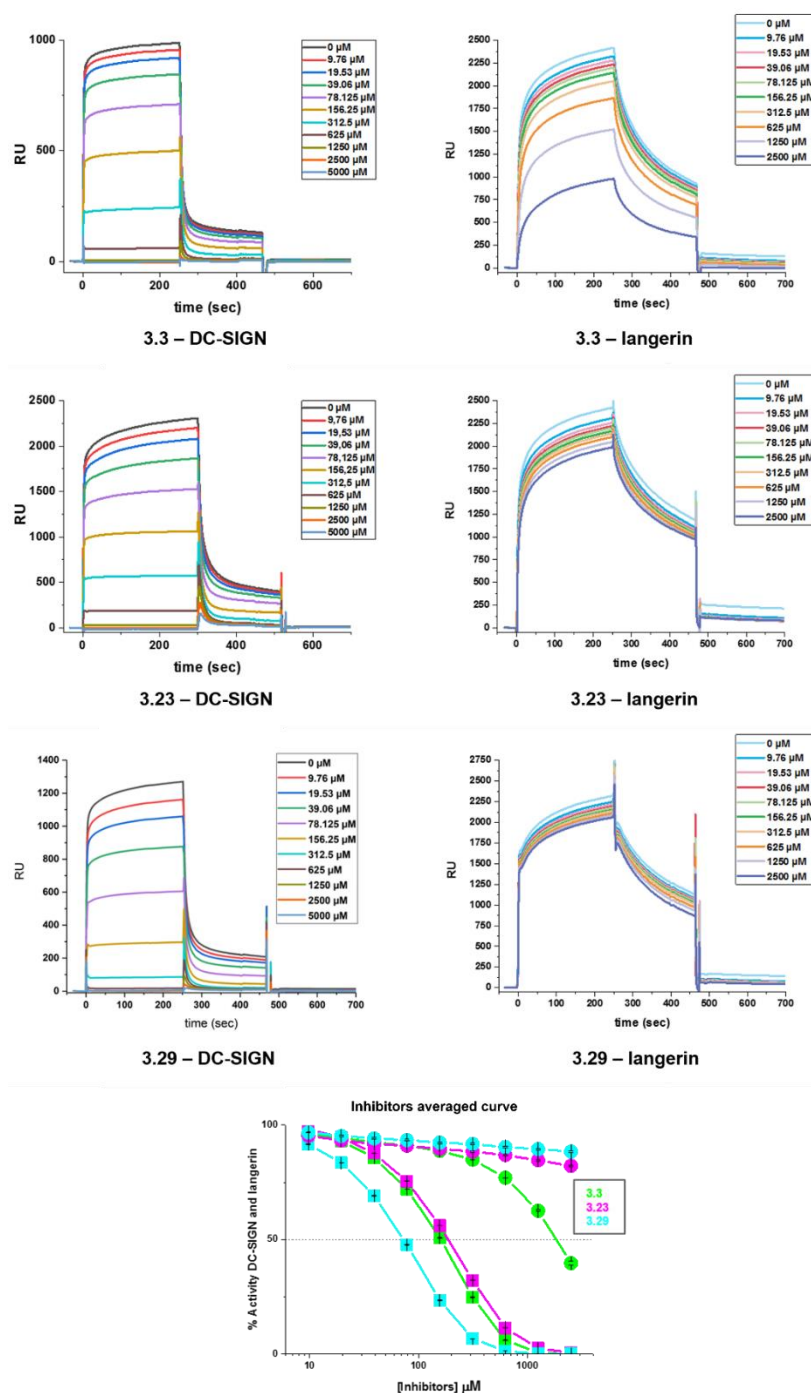 1000
500
0
RU
0
200
400
600
time (sec)
0 µM
9.76 µM
19.53 µM
39.06 µM
78.125 µM
156.25 µM
312.5 µM
625 µM
1250 µM
2500 µM
5000 µM
3.3 – DC-SIGN
2750
2500
2250
2000
1750
1500
1250
1000
750
500
250
0
RU
0
100
200
300
400
500
600
700
time (sec)
0 µM
9.76 µM
19.53 µM
39.06 µM
78.125 µM
156.25 µM
312.5 µM
625 µM
1250 µM
2500 µM
3.3 – langerin
2500
2000
1500
1000
500
0
RU
0
200
400
600
time (sec)
0 µM
9,76 µM
19,53 µM
39,06 µM
78,125 µM
156,25 µM
312,5 µM
625 µM
1250 µM
2500 µM
5000 µM
3.23 – DC-SIGN
2750
2500
2250
2000
1750
1500
1250
1000
750
500
250
0
RU
0
100
200
300
400
500
600
700
time (sec)
0 µM
9.76 µM
19.53 µM
39.06 µM
78.125 µM
156.25 µM
312.5 µM
625 µM
1250 µM
2500 µM
3.23 – langerin
1400
1200
1000
800
600
400
200
0
RU
0
100
200
300
400
500
600
700
time (sec)
0 µM
9.76 µM
19.53 µM
39.06 µM
78.125 µM
156.25 µM
312.5 µM
625 µM
1250 µM
2500 µM
5000 µM
3.29 – DC-SIGN
2750
2500
2250
2000
1750
1500
1250
1000
750
500
250
0
RU
0
100
200
300
400
500
600
700
time (sec)
0 µM
9.76 µM
19.53 µM
39.06 µM
78.125 µM
156.25 µM
312.5 µM
625 µM
1250 µM
2500 µM
3.29 – langerin
Inhibitors averaged curve
100
50
0
% Activity DC-SIGN and langerin
10
100
1000
[Inhibitors] µM
3.3
3.23
3.29